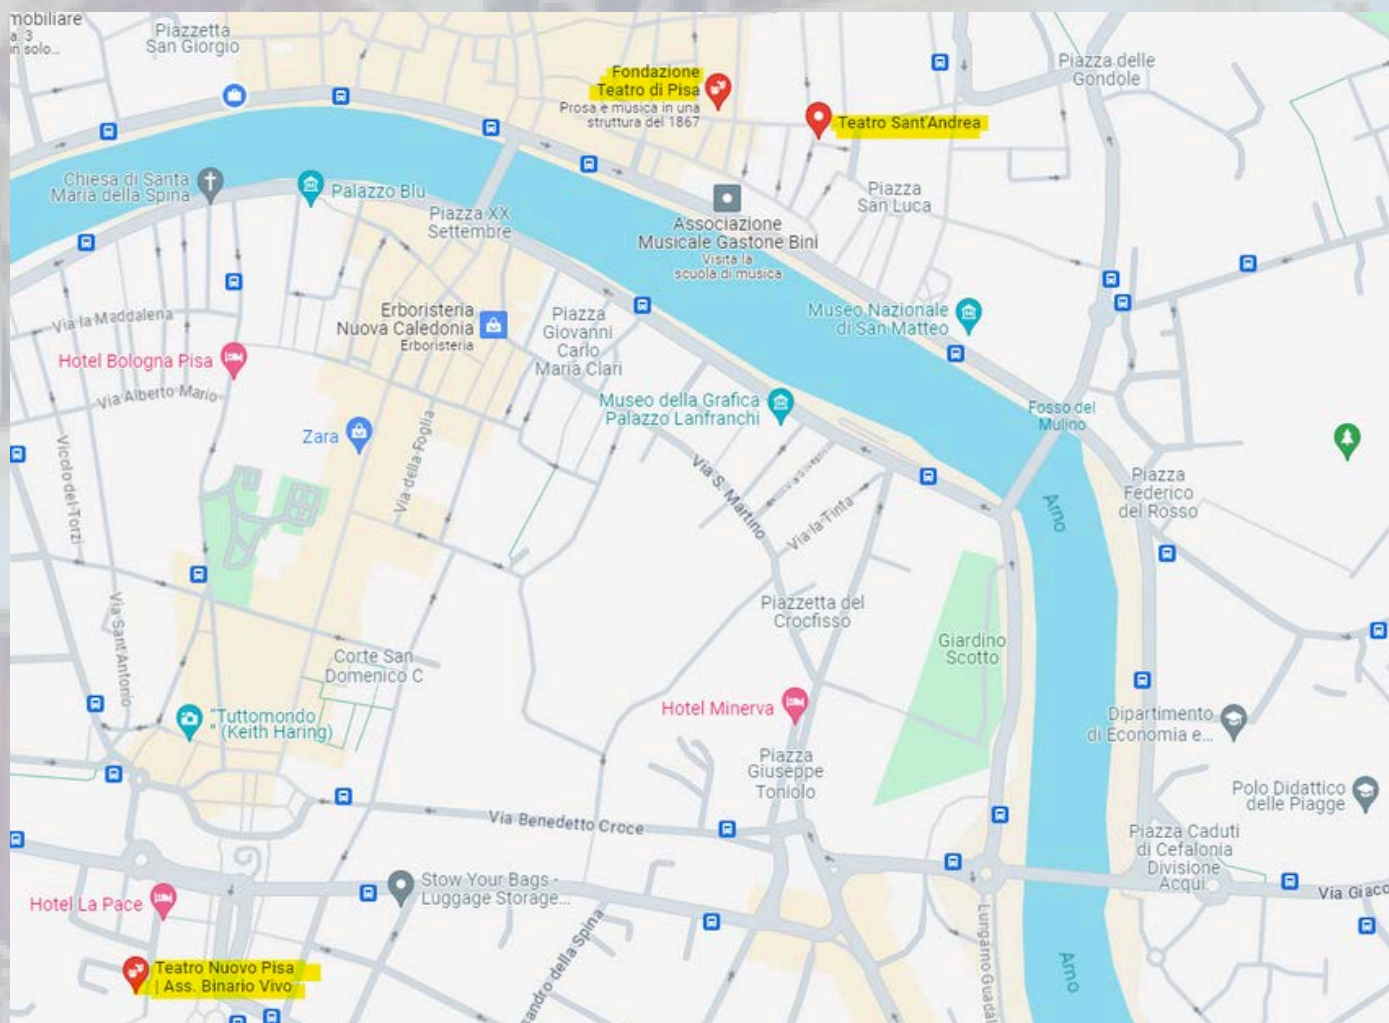 mobiliare
a 3
n solo...
Piazzetta
San Giorgio
Fondazione
Teatro di Pisa
Prosa e musica in una
struttura del 1867
Teatro Sant'Andrea
Piazza delle
Gondole
Chiesa di Santa
Maria della Spina
Palazzo Blu
Piazza XX
Settembre
Associazione
Musicale Gastone Bini
Visita la
scuola di musica
Piazza
San Luca
Via la Maddalena
Erboristeria
Nuova Caledonia
Erboristeria
Piazza
Giovanni
Carlo
Maria Clari
Museo Nazionale
di San Matteo
Hotel Bologna Pisa
Via Alberto Mario
Museo della Grafica
Palazzo Lanfranchi
Fosso del
Mulino
Zara
Via della Foglia
Vicolo dei Torzi
Via S. Martino
Via la Tinta
Arno
Piazza
Federico
del Rosso
Via Sant'Antonio
Piazzetta del
Crocfisso
Giardino
Scotto
Corte San
Domenico C
Hotel Minerva
"Tuttomondo
" (Keith Haring)
Dipartimento
di Economia e...
Piazza
Giuseppe
Toniolo
Polo Didattico
delle Piagge
Via Benedetto Croce
Piazza Caduti
di Cefalonia
Divisione
Acqui
Stow Your Bags -
Luggage Storage...
Via Giaco
Hotel La Pace
Lungarno Guadal
sandro della Spina
Teatro Nuovo Pisa
| Ass. Binario Vivo
Arno